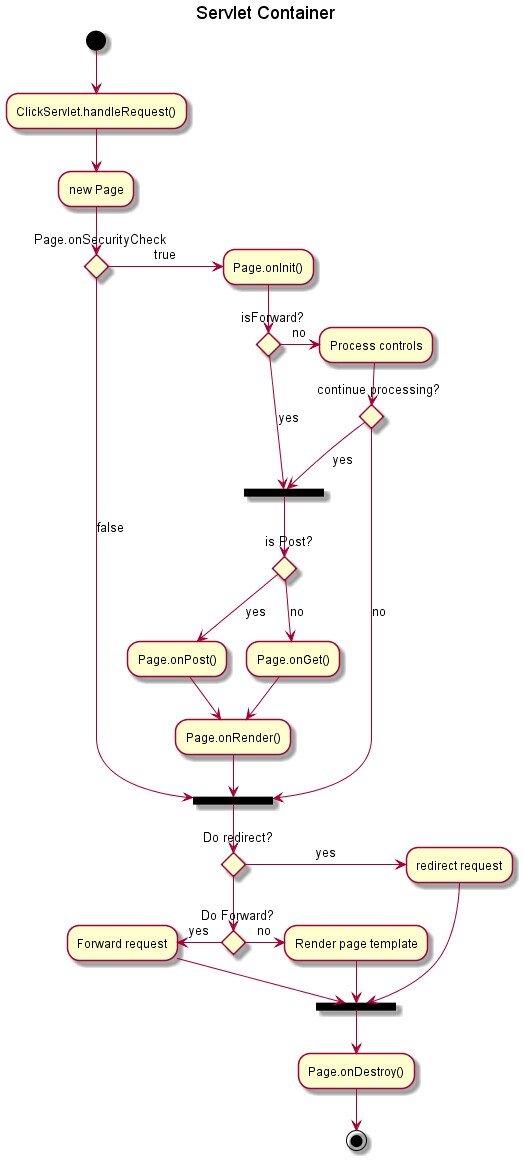 Servlet Container
ClickServlet.handleRequest()
new Page
Page.onSecurityCheck
true
Page.onInit()
isForward?
no
Process controls
continue processing?
yes
yes
false
is Post?
no
yes
no
Page.onPost()
Page.onGet()
Page.onRender()
Do redirect?
yes
redirect request
Do Forward?
yes
no
Forward request
Render page template
Page.onDestroy()